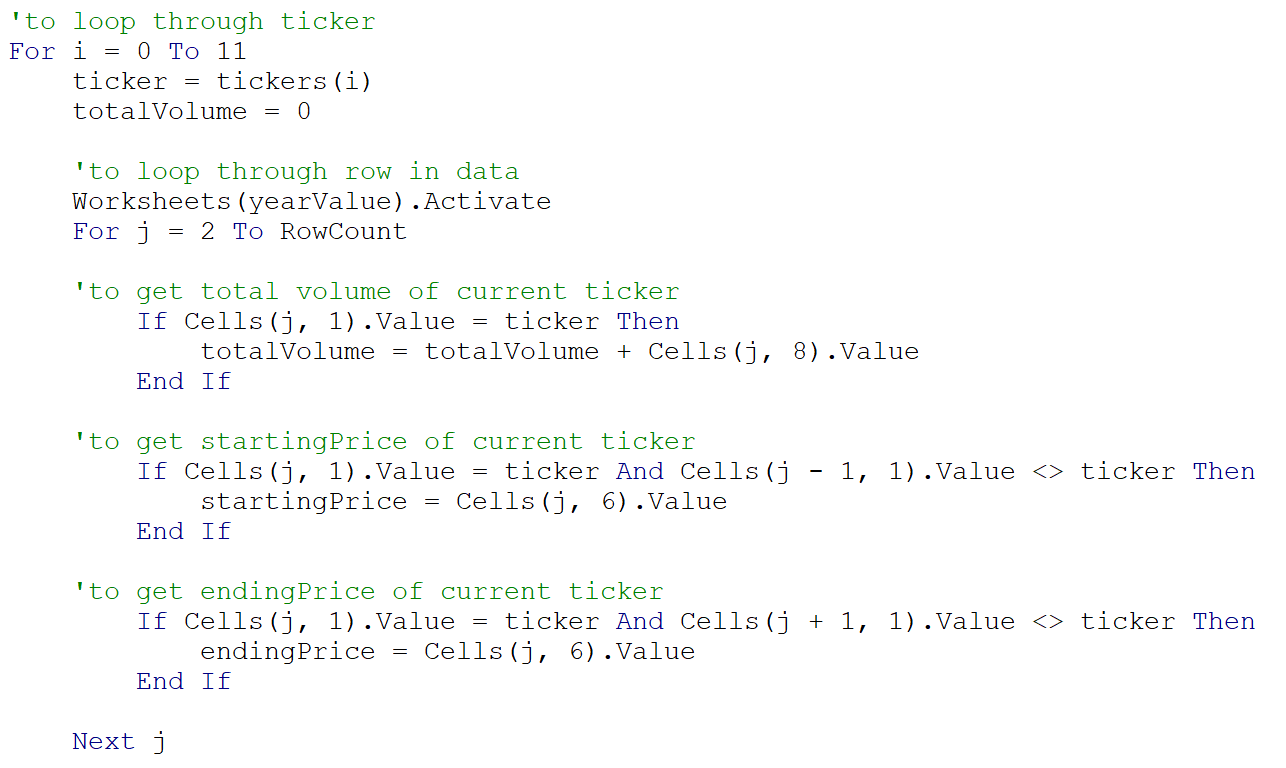 'to loop through ticker
For i = 0 To 11
    ticker = tickers(i)
    totalVolume = 0
    'to loop through row in data
    Worksheets(yearValue).Activate
    For j = 2 To RowCount
    'to get total volume of current ticker
        If Cells(j, 1).Value = ticker Then
            totalVolume = totalVolume + Cells(j, 8).Value
        End If
    'to get startingPrice of current ticker
        If Cells(j, 1).Value = ticker And Cells(j - 1, 1).Value <> ticker Then
            startingPrice = Cells(j, 6).Value
        End If
    'to get endingPrice of current ticker
        If Cells(j, 1).Value = ticker And Cells(j + 1, 1).Value <> ticker Then
            endingPrice = Cells(j, 6).Value
        End If
    Next j